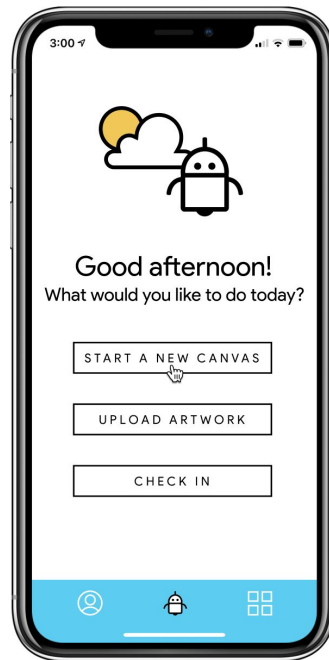 3:00
Good afternoon!
What would you like to do today?
START A NEW CANVAS
UPLOAD ARTWORK
CHECK IN